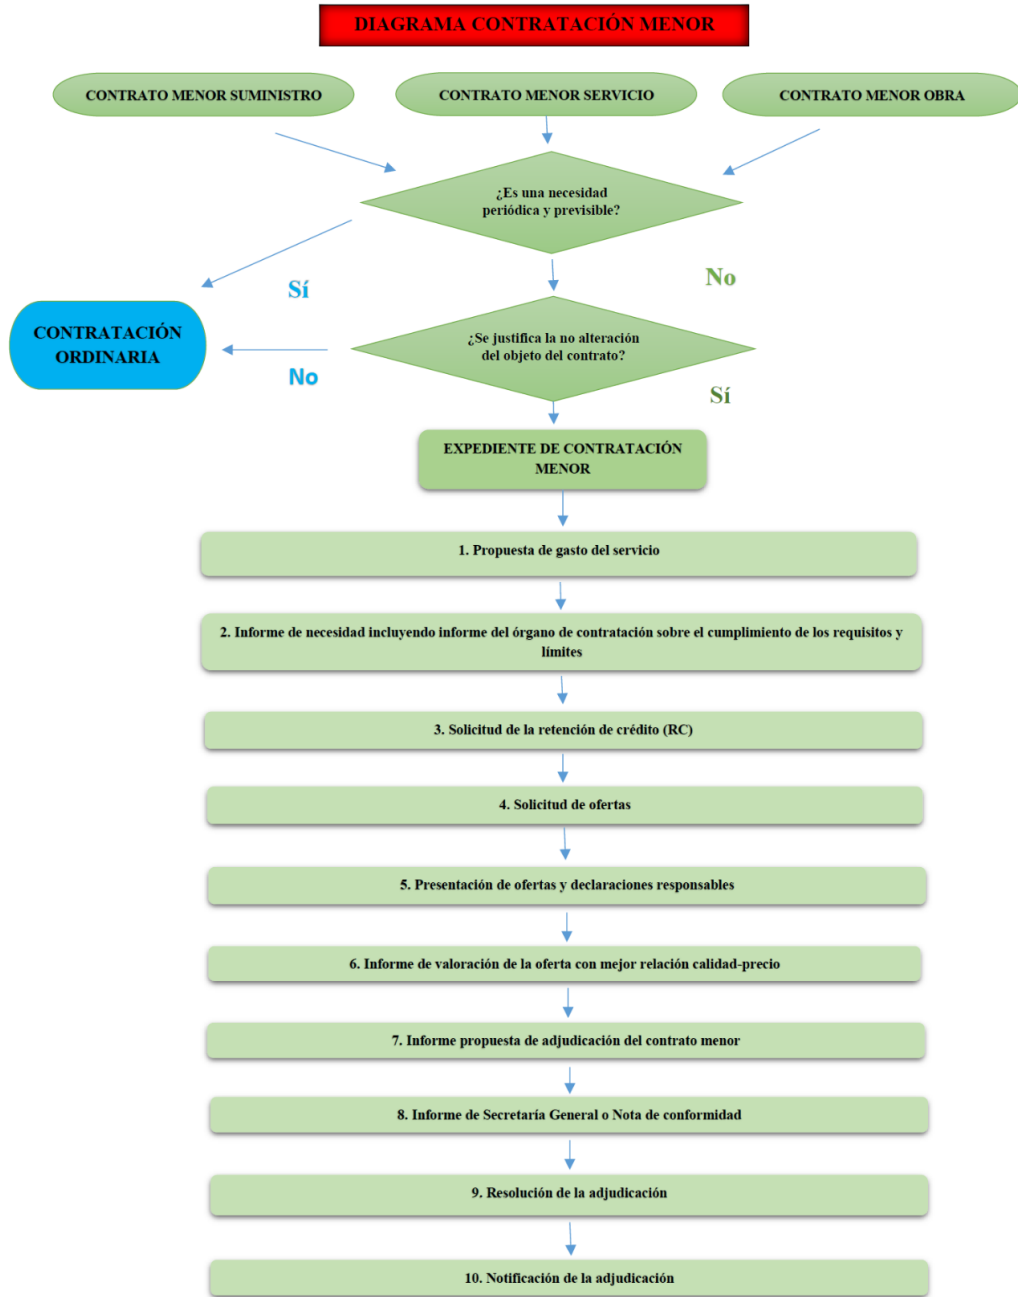 DIAGRAMA CONTRATACIÓN MENOR
CONTRATO MENOR SUMINISTRO
CONTRATO MENOR SERVICIO
CONTRATO MENOR OBRA
¿Es una necesidad
periódica y previsible?
Sí
No
CONTRATACIÓN
ORDINARIA
¿Se justifica la no alteración
del objeto del contrato?
No
Sí
EXPEDIENTE DE CONTRATACIÓN
MENOR
1. Propuesta de gasto del servicio
2. Informe de necesidad incluyendo informe del órgano de contratación sobre el cumplimiento de los requisitos y
límites
3. Solicitud de la retención de crédito (RC)
4. Solicitud de ofertas
5. Presentación de ofertas y declaraciones responsables
6. Informe de valoración de la oferta con mejor relación calidad-precio
7. Informe propuesta de adjudicación del contrato menor
8. Informe de Secretaría General o Nota de conformidad
9. Resolución de la adjudicación
10. Notificación de la adjudicación